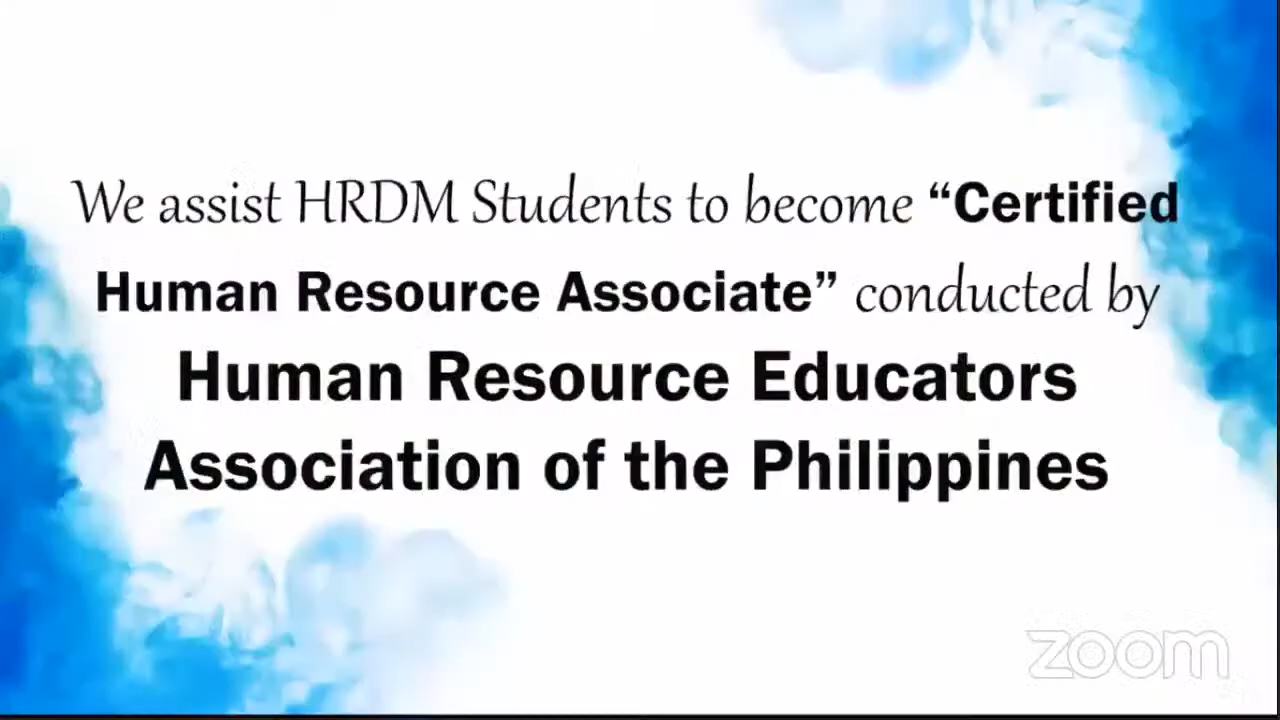 We assist HRDM Students to become “Certified
Human Resource Associate” conducted by
Human Resource Educators
Association of the Philippines
zoom